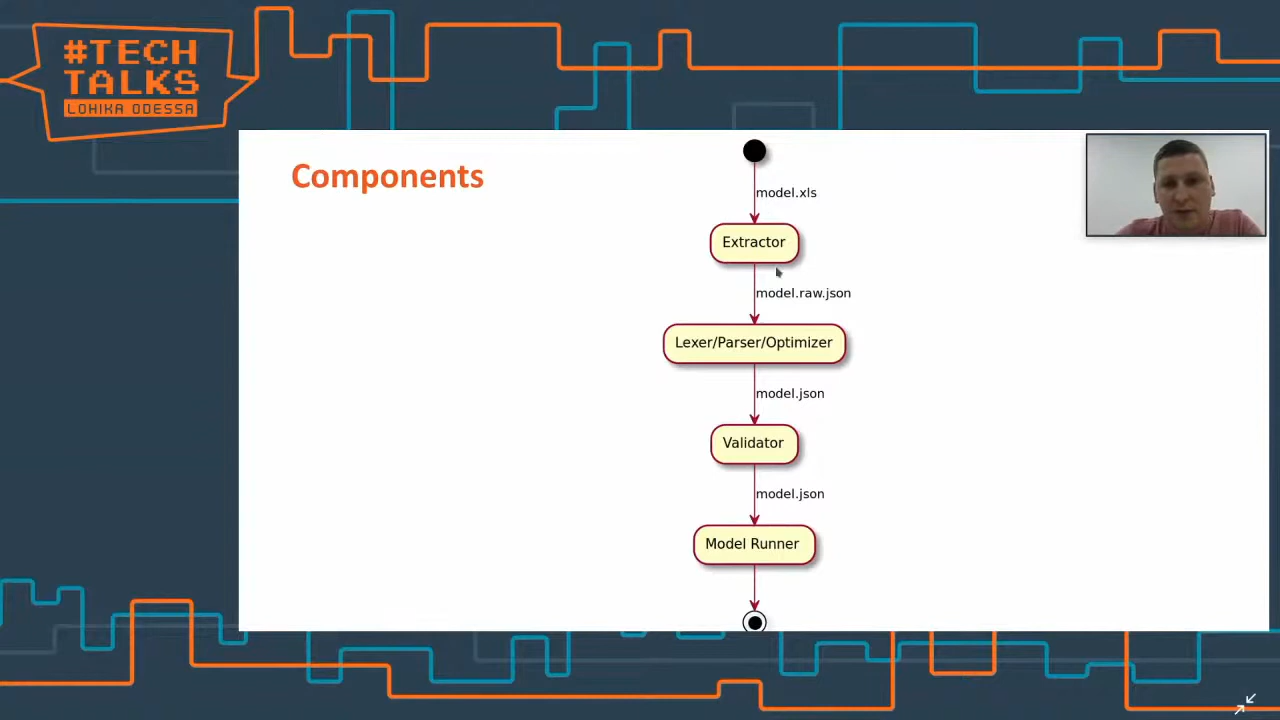 #TECH
TALKS
LOHIKA ODESSA
Components
model.xls
Extractor
model.raw.json
Lexer/Parser/Optimizer
model.json
Validator
model.json
Model Runner